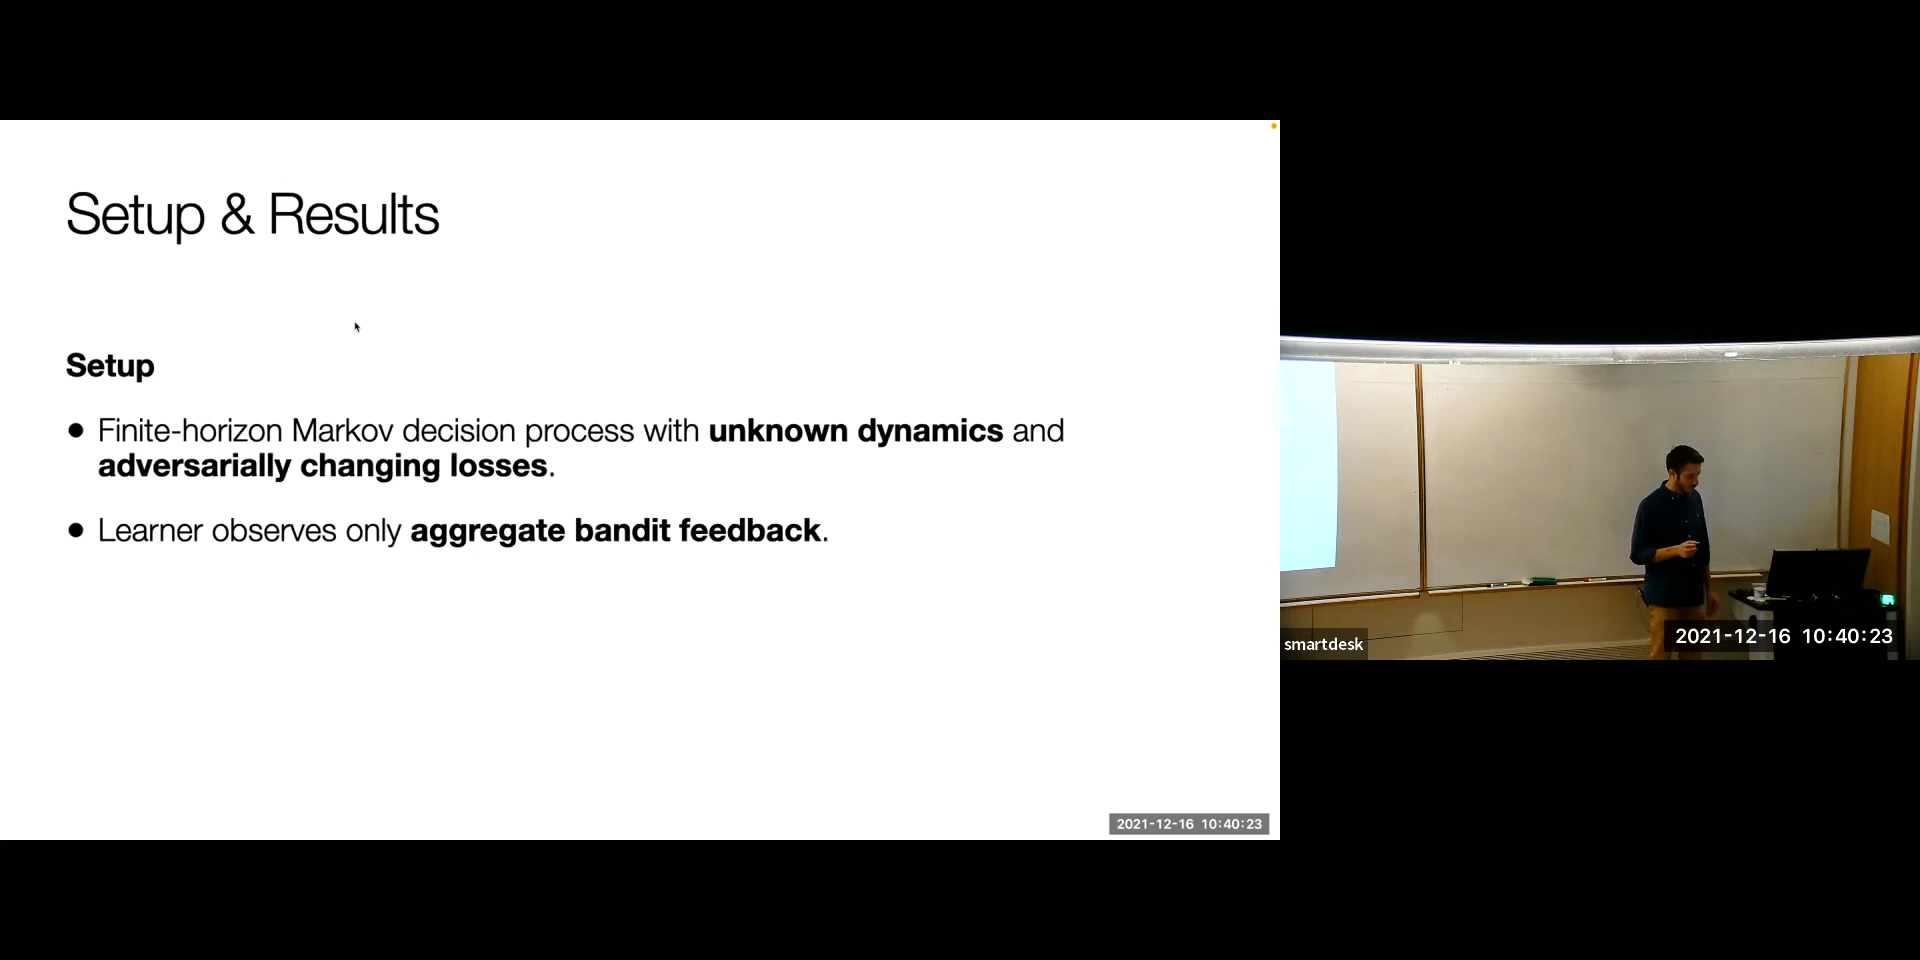 Setup & Results
Setup
● Finite-horizon Markov decision process with unknown dynamics and
adversarially changing losses.
● Learner observes only aggregate bandit feedback.
2021-12-16 10:40:23
smartdesk
2021-12-16 10:40:23